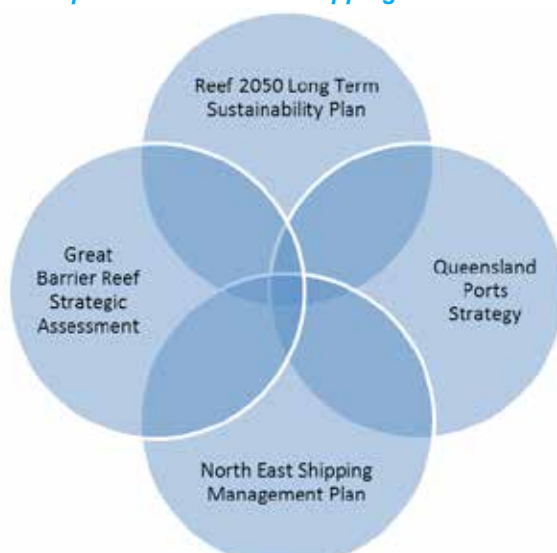 Reef 2050 Long Term
Sustainability Plan
Great
Barrier Reef
Strategic
Assessment
Queensland
Ports
Strategy
North East Shipping
Management Plan